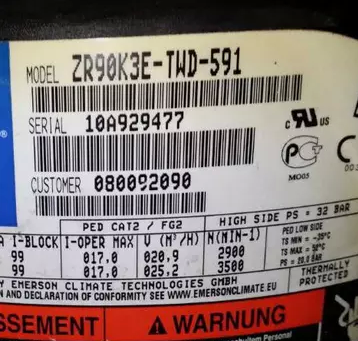 MODEL ZR90K3E-TWD-591
SERIAL 10A929477
c US
PC
MO05
CUSTOMER 080092090
PED CAT2 / FG2 HIGH SIDE PS = 32 BAR
A I-BLOCK I-OPER MAX V (M³/H) N(MIN-1) PED LOW SIDE
99 017,0 020,9 2900 TS MIN = -35°C
99 017,0 025,2 3500 TS MAX = 50°C
PS = 20.0 BAR
THERMALLY
PROTECTED
Y EMERSON CLIMATE TECHNOLOGIES GMBH
N AND DECLARATION OF CONFORMITY SEE WWW.EMERSONCLIMATE.EU
SSEMENT WARNUNG